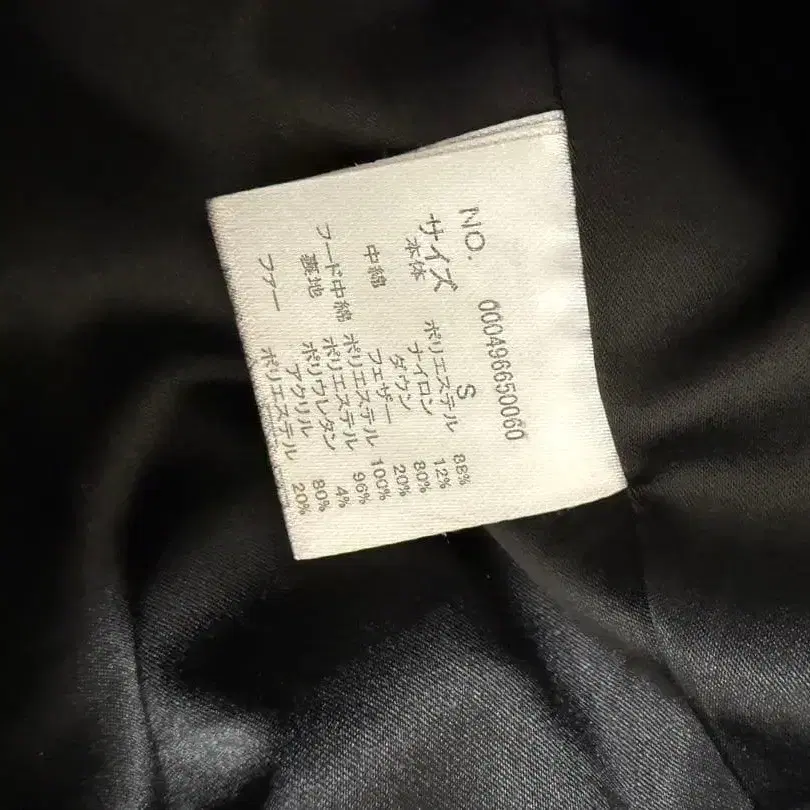 NO. 000496650060
サイズ S
本体 ポリエステル 88%
ナイロン 12%
中綿 ダウン 80%
フェザー 20%
フード中綿 ポリエステル 100%
裏地 ポリエステル 96%
ポリウレタン 4%
ファー アクリル 80%
ポリエステル 20%